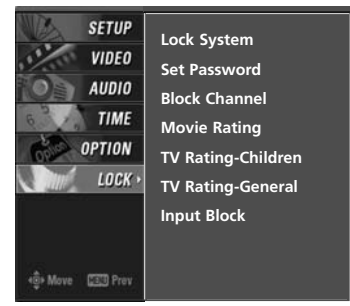 SETUP
VIDEO
AUDIO
TIME
OPTION
LOCK
Move MENU Prev
Lock System
Set Password
Block Channel
Movie Rating
TV Rating-Children
TV Rating-General
Input Block